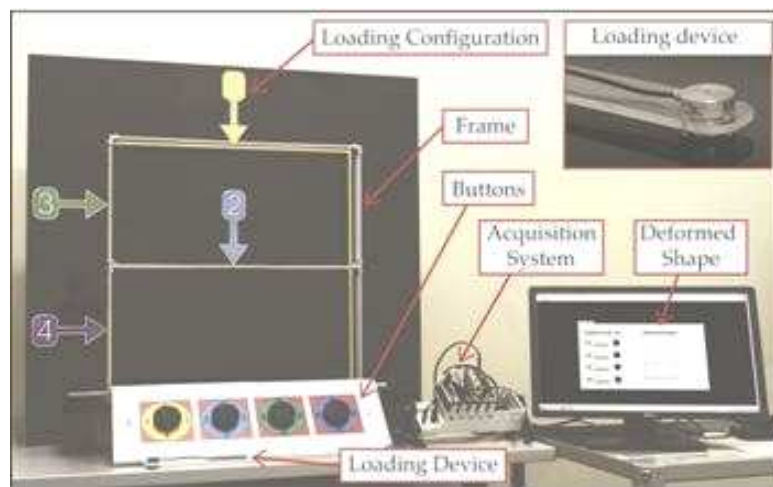 Loading Configuration
Loading device
Frame
3
2
Buttons
Acquisition
System
Deformed
Shape
4
Loading Device